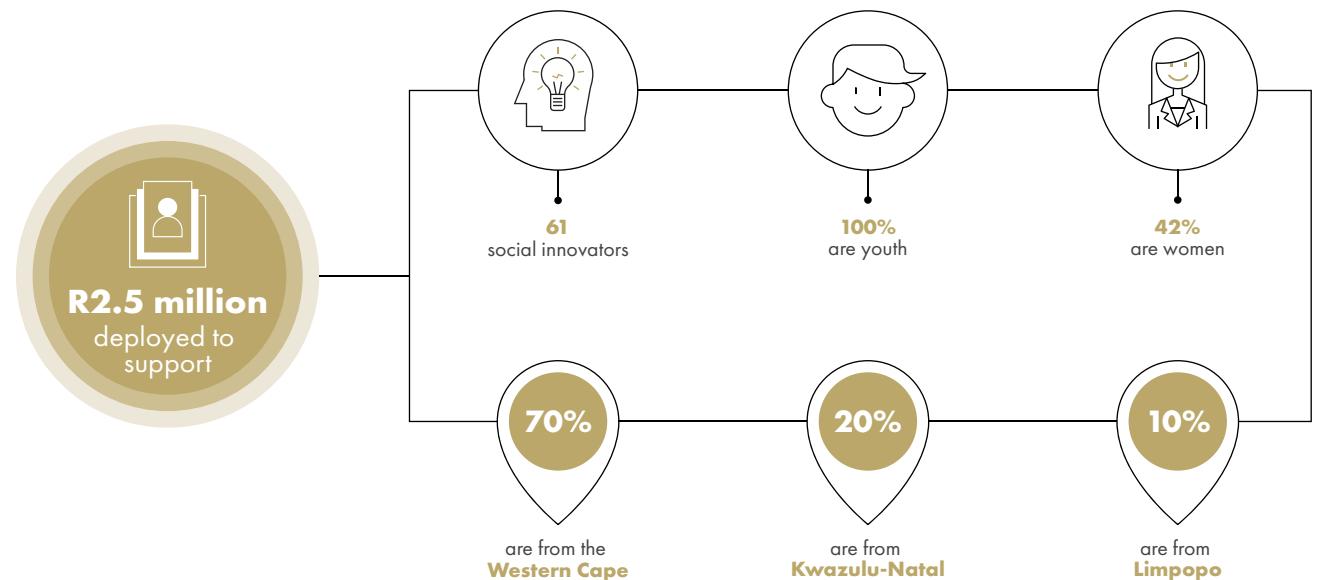 R2.5 million
deployed to
support
61
social innovators
100%
are youth
42%
are women
70%
are from the
Western Cape
20%
are from
Kwazulu-Natal
10%
are from
Limpopo